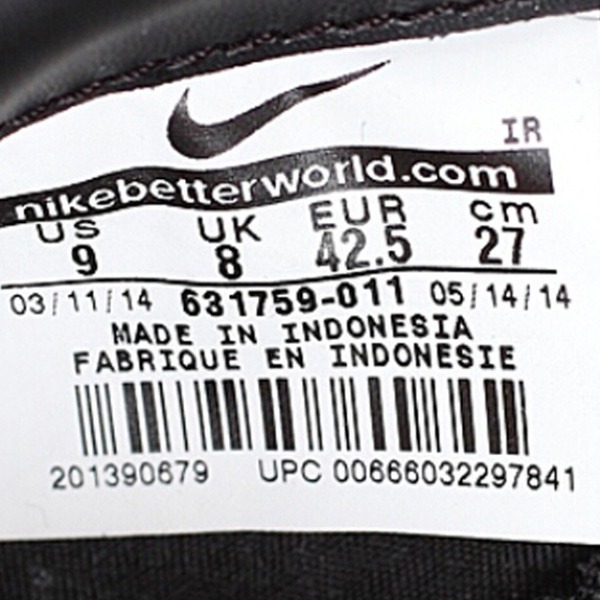 IR
nikebetterworld.com
US UK EUR cm
9 8 42.5 27
03/11/14 631759-011 05/14/14
MADE IN INDONESIA
FABRIQUE EN INDONESIE
201390679 UPC 00666032297841